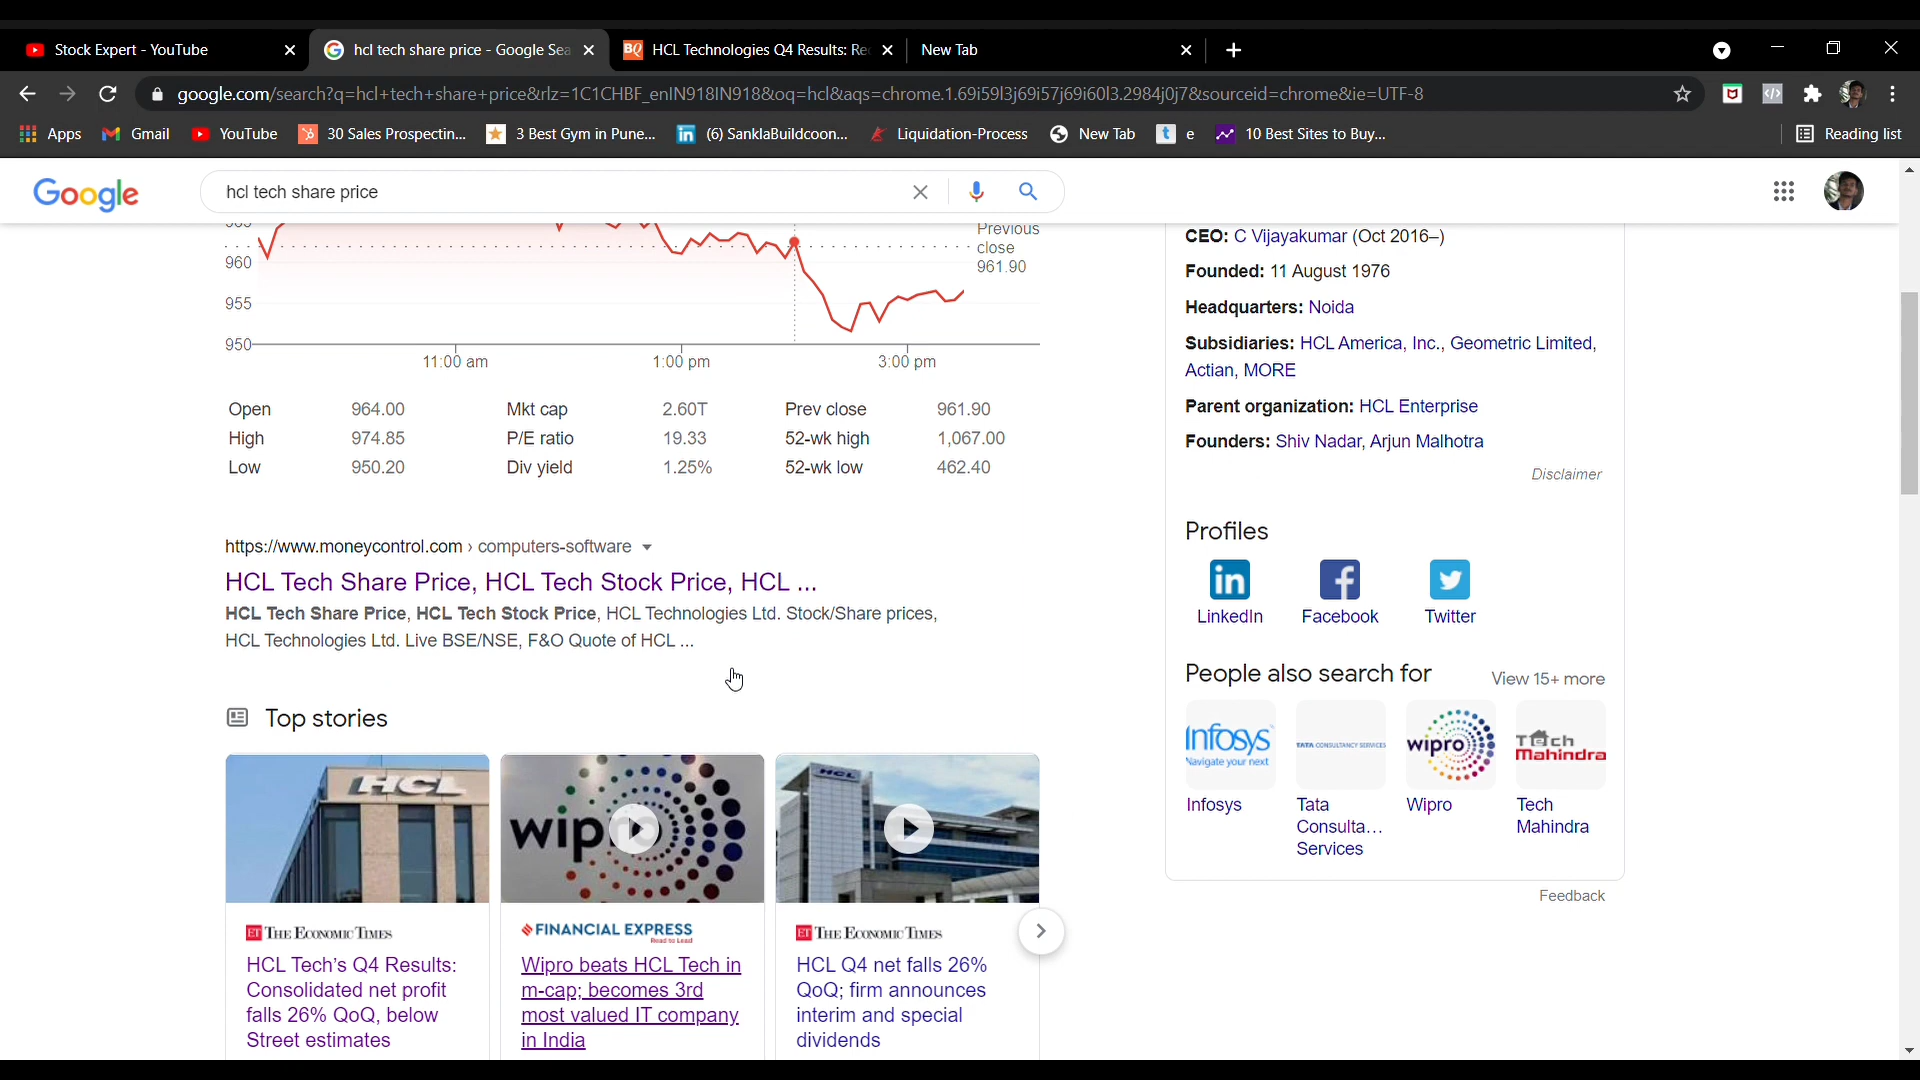 Stock Expert - YouTube
hcl tech share price - Google Sea
HCL Technologies Q4 Results: Re
New Tab
google.com/search?q=hcl+tech+share+price&rlz=1C1CHBF_enIN918IN918&oq=hcl&aqs=chrome.1.69i59l3j69i57j69i60l3.2984j0j7&sourceid=chrome&ie=UTF-8
Apps
Gmail
YouTube
30 Sales Prospectin...
3 Best Gym in Pune...
(6) SanklaBuildcoon...
Liquidation-Process
New Tab
e
10 Best Sites to Buy...
Reading list
Google
hcl tech share price
965
960
955
950
11:00 am
1:00 pm
3:00 pm
Previous
close
961.90
Open 964.00 Mkt cap 2.60T Prev close 961.90
High 974.85 P/E ratio 19.33 52-wk high 1,067.00
Low 950.20 Div yield 1.25% 52-wk low 462.40
https://www.moneycontrol.com › computers-software
HCL Tech Share Price, HCL Tech Stock Price, HCL ...
HCL Tech Share Price, HCL Tech Stock Price, HCL Technologies Ltd. Stock/Share prices,
HCL Technologies Ltd. Live BSE/NSE, F&O Quote of HCL ...
Top stories
HCL
wipro
HCL
THE ECONOMIC TIMES
HCL Tech's Q4 Results:
Consolidated net profit
falls 26% QoQ, below
Street estimates
FINANCIAL EXPRESS
Read to Lead
Wipro beats HCL Tech in
m-cap; becomes 3rd
most valued IT company
in India
THE ECONOMIC TIMES
HCL Q4 net falls 26%
QoQ; firm announces
interim and special
dividends
CEO: C Vijayakumar (Oct 2016–)
Founded: 11 August 1976
Headquarters: Noida
Subsidiaries: HCL America, Inc., Geometric Limited,
Actian, MORE
Parent organization: HCL Enterprise
Founders: Shiv Nadar, Arjun Malhotra
Disclaimer
Profiles
LinkedIn
Facebook
Twitter
People also search for
View 15+ more
Infosys
Navigate your next
TATA CONSULTANCY SERVICES
wipro
Tech
Mahindra
Infosys
Tata
Consulta...
Services
Wipro
Tech
Mahindra
Feedback